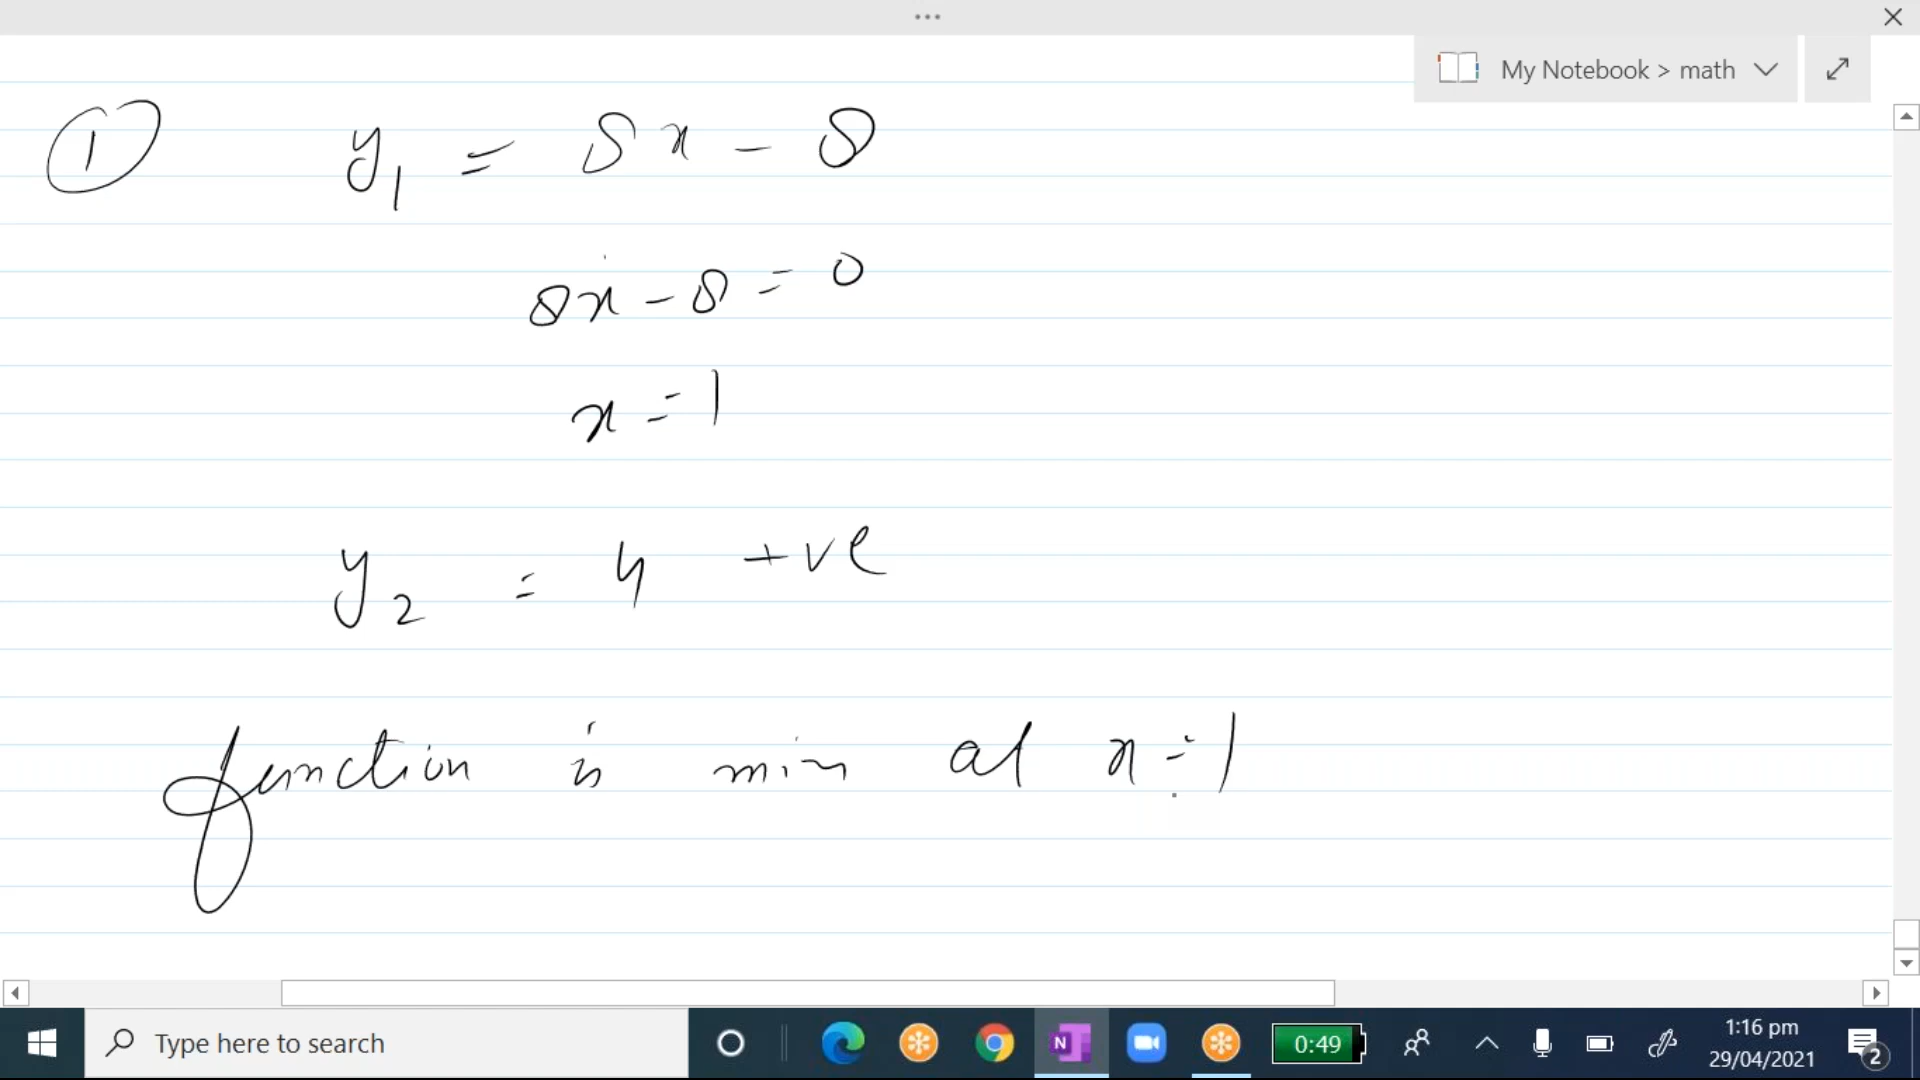 ...
My Notebook > math
① y₁ = 8x - 8
8x - 8 = 0
x = 1
y₂ = 4 +ve
function is min at x = 1
Type here to search
N
0:49
1:16 pm
29/04/2021
2